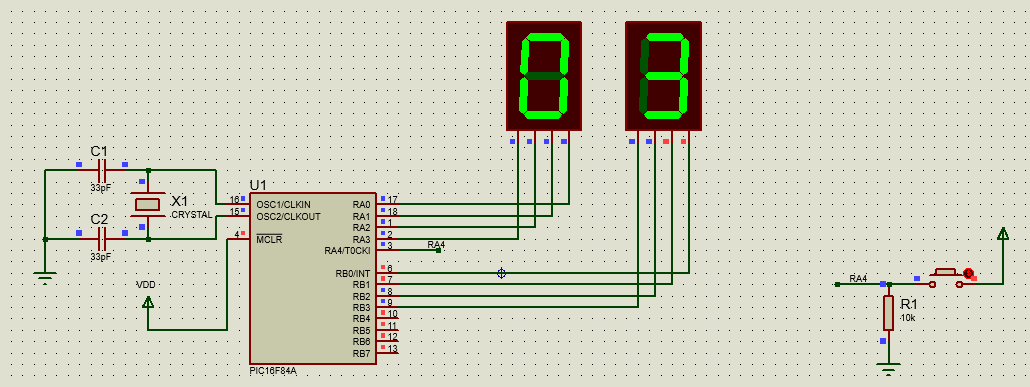 0 3
C1
33pF
X1
CRYSTAL
C2
33pF
VDD
U1
16 OSC1/CLKIN RA0 17
15 OSC2/CLKOUT RA1 18
RA2 1
4 MCLR RA3 2
RA4/T0CKI 3 RA4
RB0/INT 6
RB1 7
RB2 8
RB3 9
RB4 10
RB5 11
RB6 12
RB7 13
PIC16F84A
RA4
R1
10k